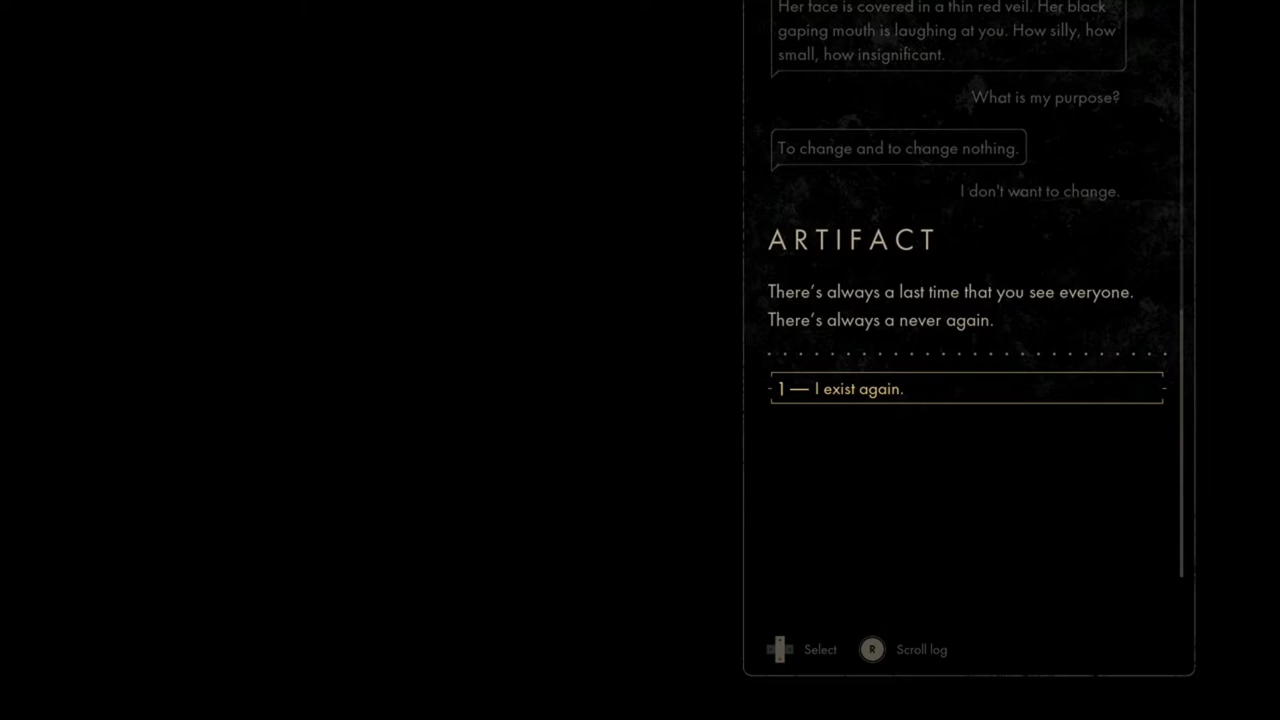 Her face is covered in a thin red veil. Her black
gaping mouth is laughing at you. How silly, how
small, how insignificant.
What is my purpose?
To change and to change nothing.
I don't want to change.
ARTIFACT
There’s always a last time that you see everyone.
There’s always a never again.
1 — I exist again.
Select R Scroll log